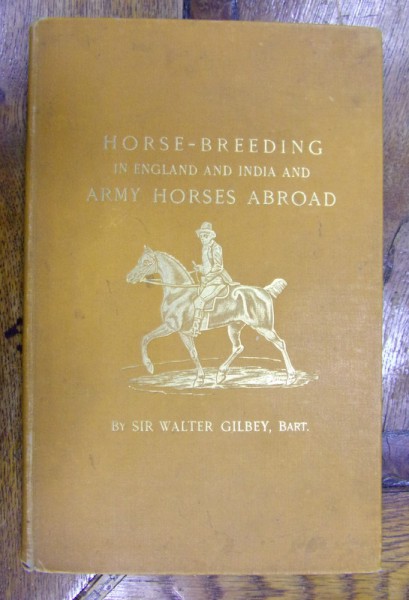 HORSE-BREEDING
IN ENGLAND AND INDIA AND
ARMY HORSES ABROAD
BY SIR WALTER GILBEY, BART.